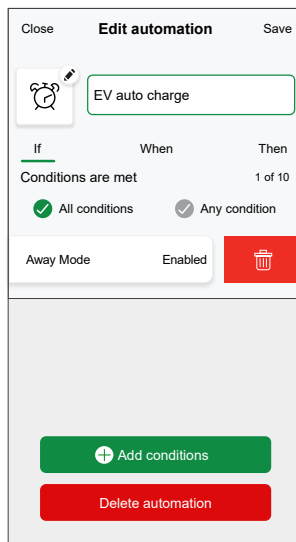 Close Edit automation Save
EV auto charge
If When Then
Conditions are met 1 of 10
All conditions Any condition
Away Mode Enabled
Add conditions
Delete automation